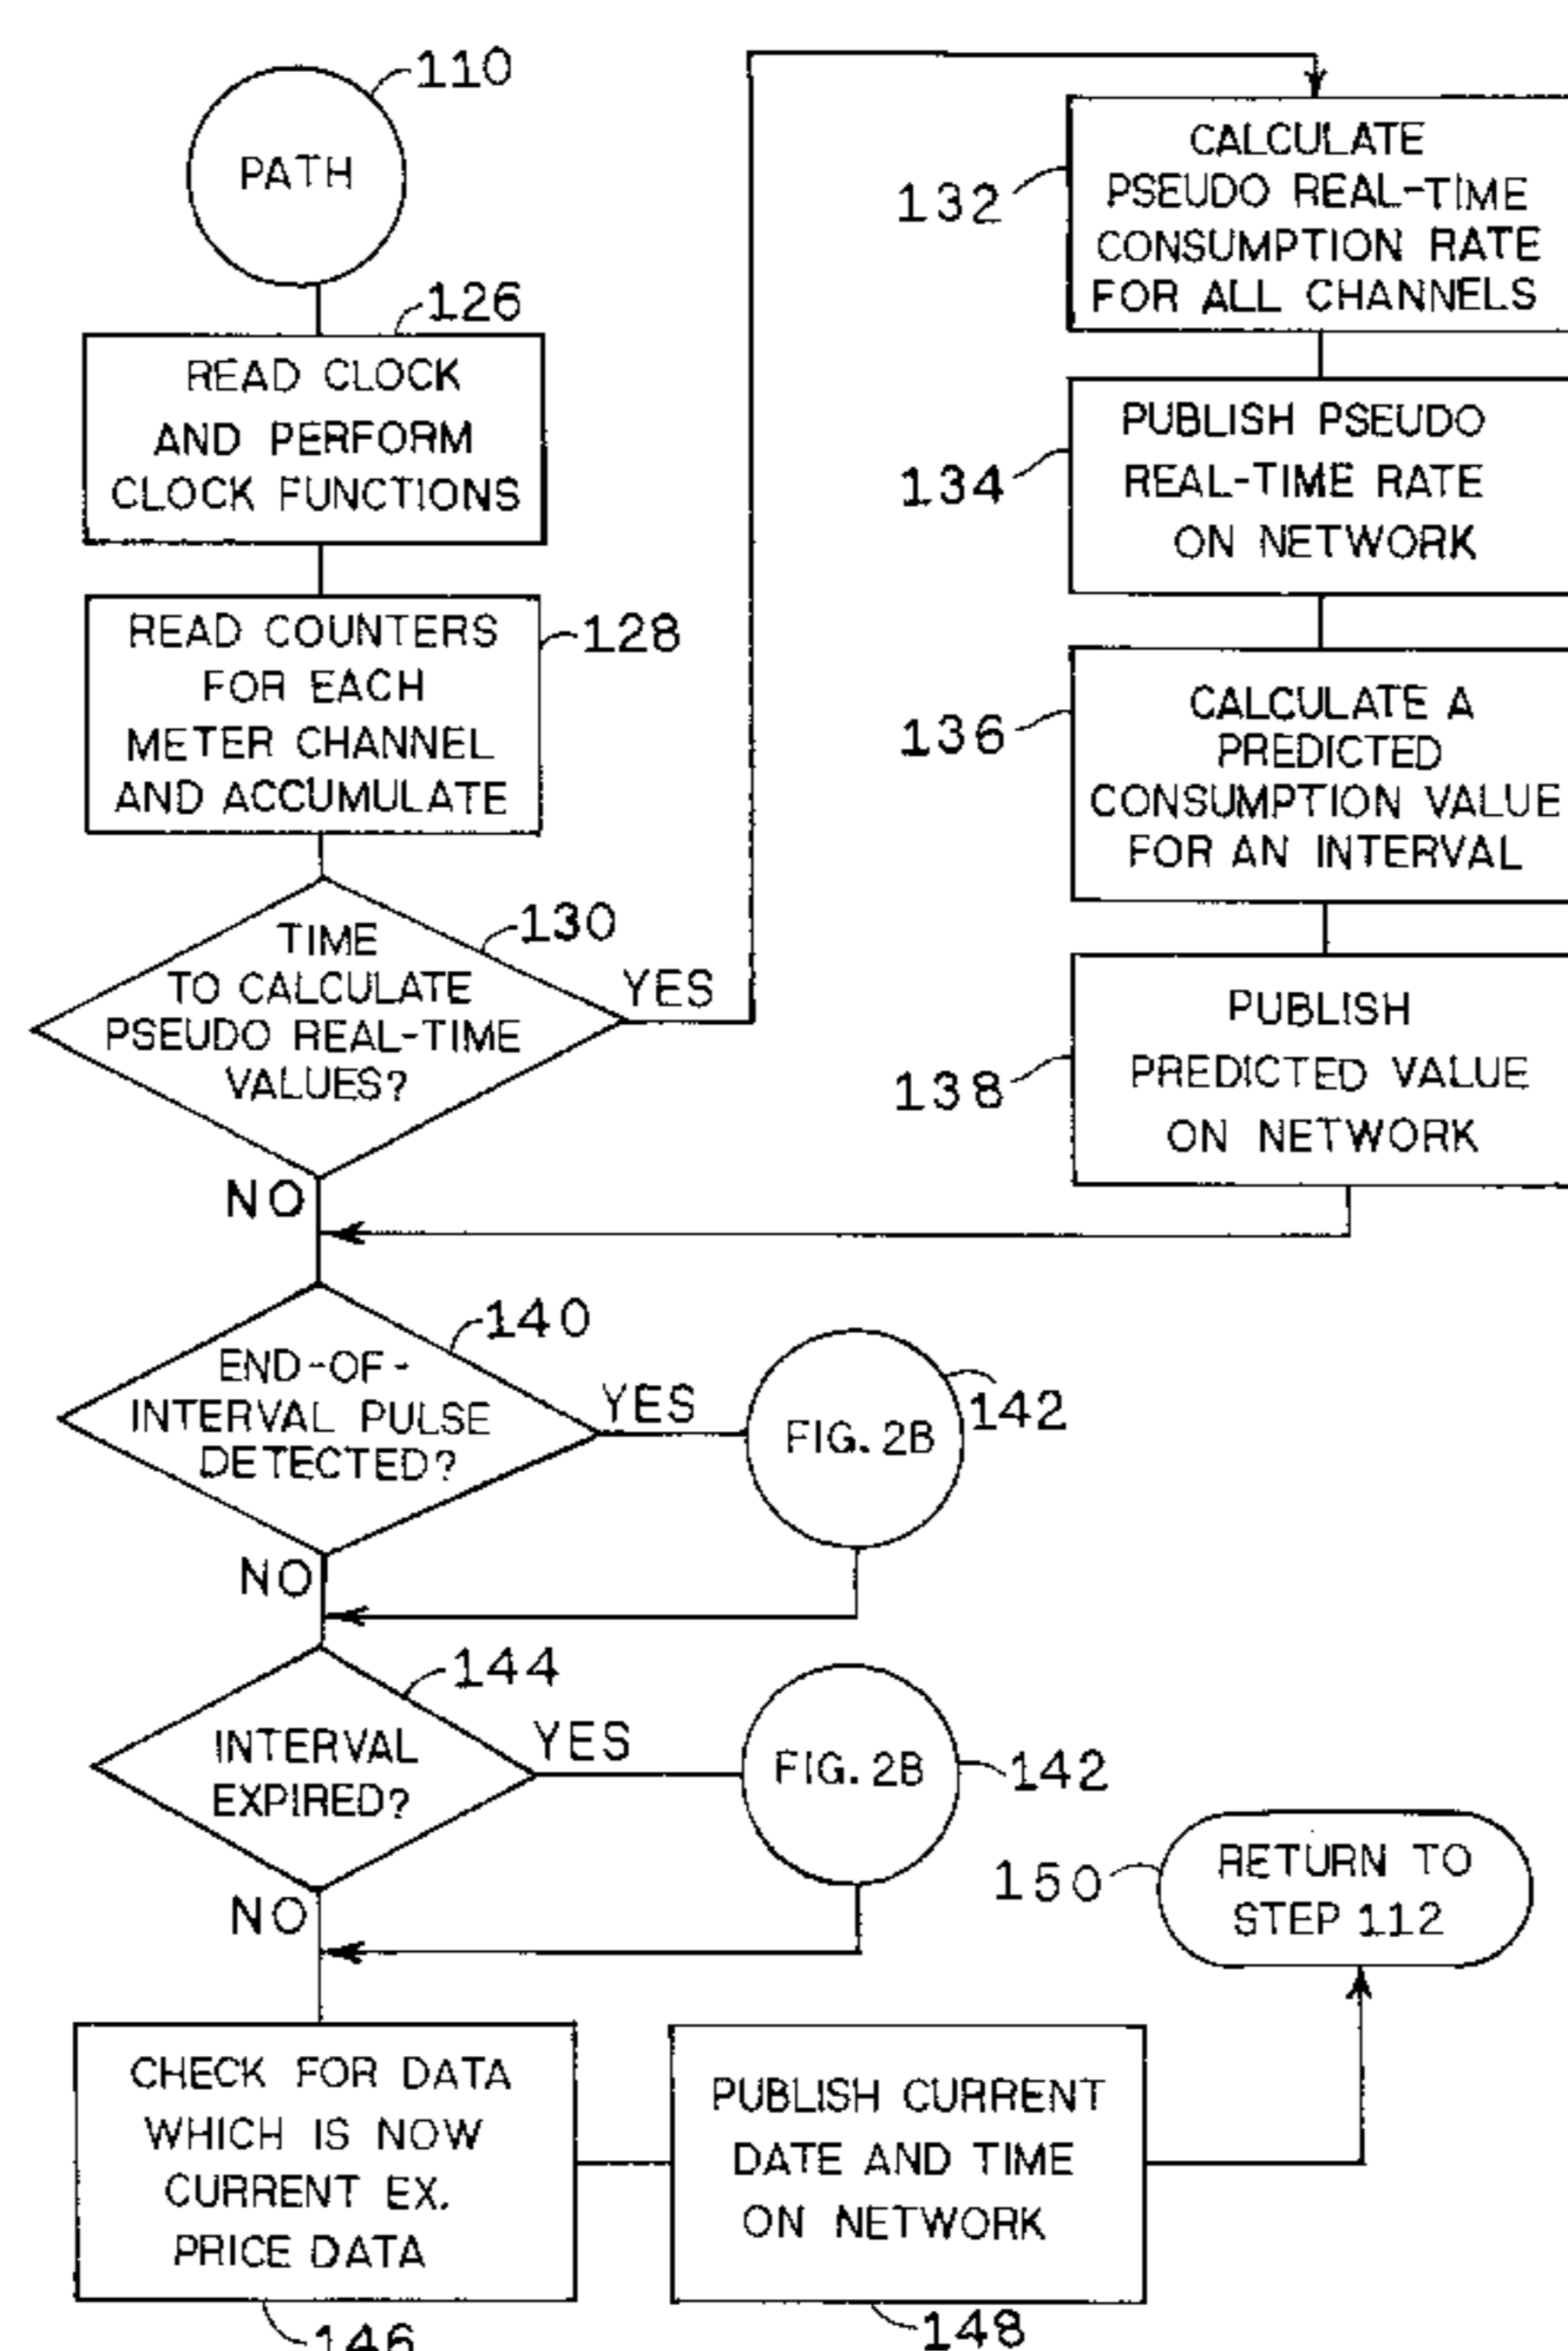 110
PATH
126
READ CLOCK
AND PERFORM
CLOCK FUNCTIONS
128
READ COUNTERS
FOR EACH
METER CHANNEL
AND ACCUMULATE
130
TIME
TO CALCULATE
PSEUDO REAL-TIME
VALUES?
YES
NO
132
CALCULATE
PSEUDO REAL-TIME
CONSUMPTION RATE
FOR ALL CHANNELS
134
PUBLISH PSEUDO
REAL-TIME RATE
ON NETWORK
136
CALCULATE A
PREDICTED
CONSUMPTION VALUE
FOR AN INTERVAL
138
PUBLISH
PREDICTED VALUE
ON NETWORK
140
END-OF-
INTERVAL PULSE
DETECTED?
YES
NO
FIG. 2B
142
144
INTERVAL
EXPIRED?
YES
NO
FIG. 2B
142
CHECK FOR DATA
WHICH IS NOW
CURRENT EX.
PRICE DATA
146
PUBLISH CURRENT
DATE AND TIME
ON NETWORK
148
150
RETURN TO
STEP 112